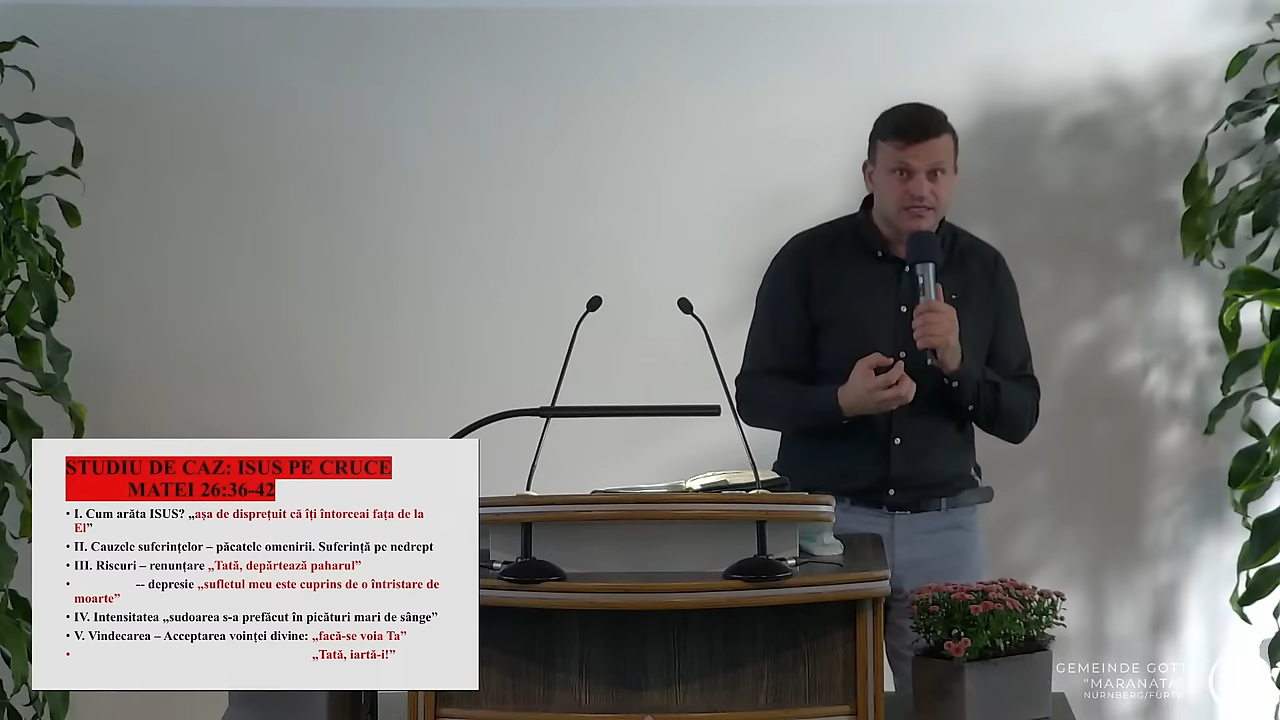 STUDIU DE CAZ: ISUS PE CRUCE
MATEI 26:36-42
• I. Cum arăta ISUS? „așa de disprețuit că îți întorceai fața de la
El”
• II. Cauzele suferințelor – păcatele omenirii. Suferință pe nedrept
• III. Riscuri – renunțare „Tată, depărtează paharul”
• -- depresie „sufletul meu este cuprins de o întristare de
moarte”
• IV. Intensitatea „sudoarea s-a prefăcut în picături mari de sânge”
• V. Vindecarea – Acceptarea voinței divine: „facă-se voia Ta”
• „Tată, iartă-i!”
GEMEINDE GOTT
“MARANATA”
NÜRNBERG/FÜRTH